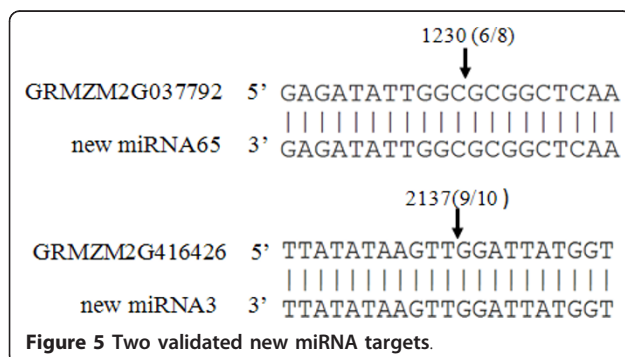 1230 (6/8)
GRMZM2G037792 5’ GAGATATTGGCGCGGCTCAA
new miRNA65 3’ GAGATATTGGCGCGGCTCAA
2137(9/10 )
GRMZM2G416426 5’ TTATATAAGTTGGATTATGGT
new miRNA3 3’ TTATATAAGTTGGATTATGGT
Figure 5 Two validated new miRNA targets.